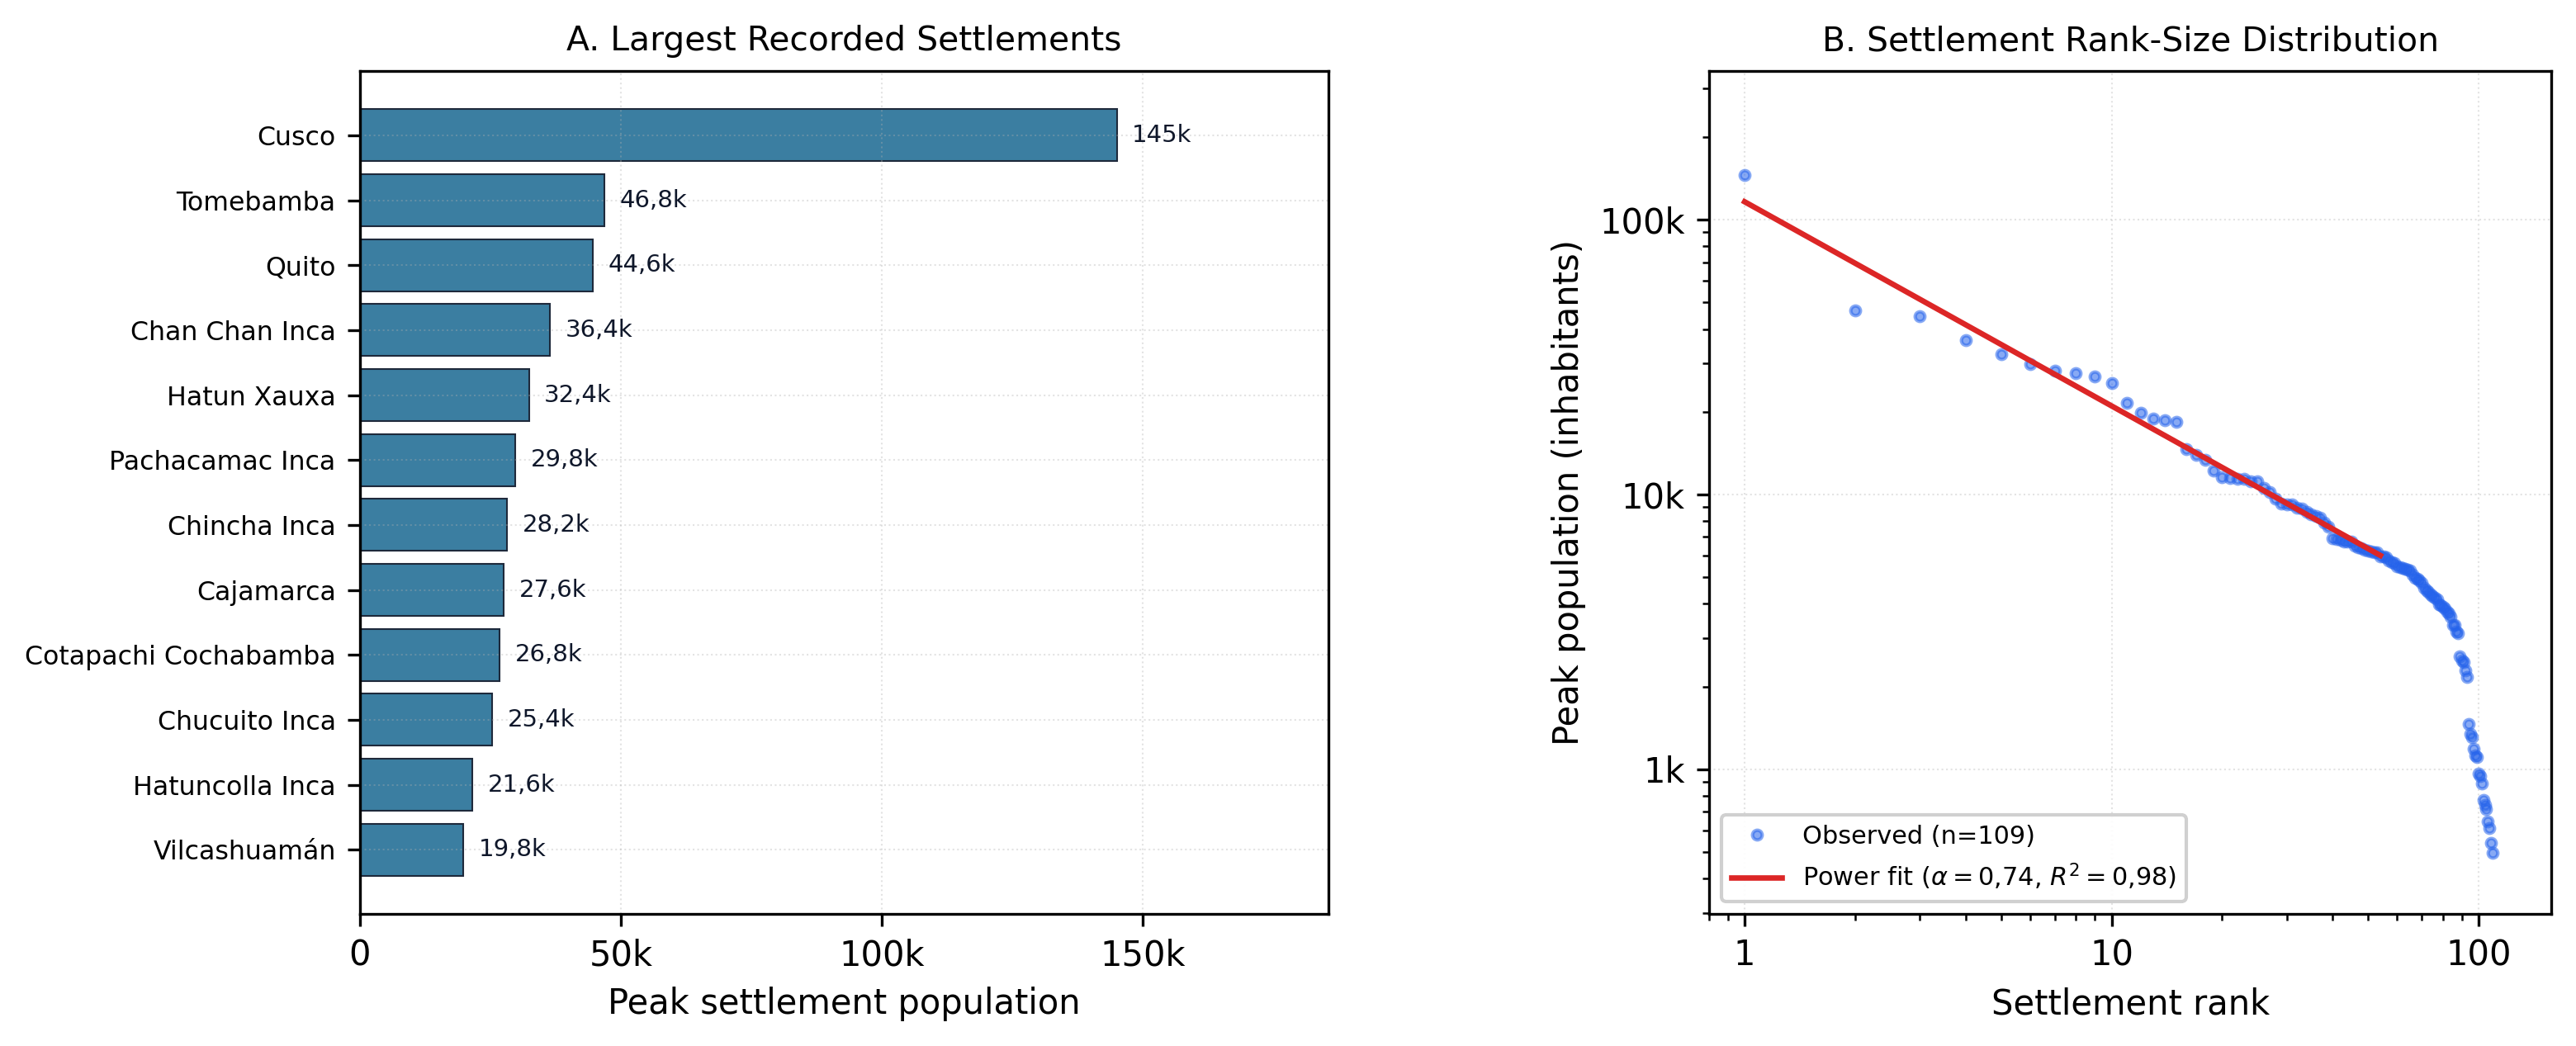 A. Largest Recorded Settlements
Cusco
145k
Tomebamba
46,8k
Quito
44,6k
Chan Chan Inca
36,4k
Hatun Xauxa
32,4k
Pachacamac Inca
29,8k
Chincha Inca
28,2k
Cajamarca
27,6k
Cotapachi Cochabamba
26,8k
Chucuito Inca
25,4k
Hatuncolla Inca
21,6k
Vilcashuamán
19,8k
0 50k 100k 150k
Peak settlement population
B. Settlement Rank-Size Distribution
Peak population (inhabitants)
100k
10k
1k
Observed (n=109)
Power fit (α = 0,74, R² = 0,98)
1 10 100
Settlement rank